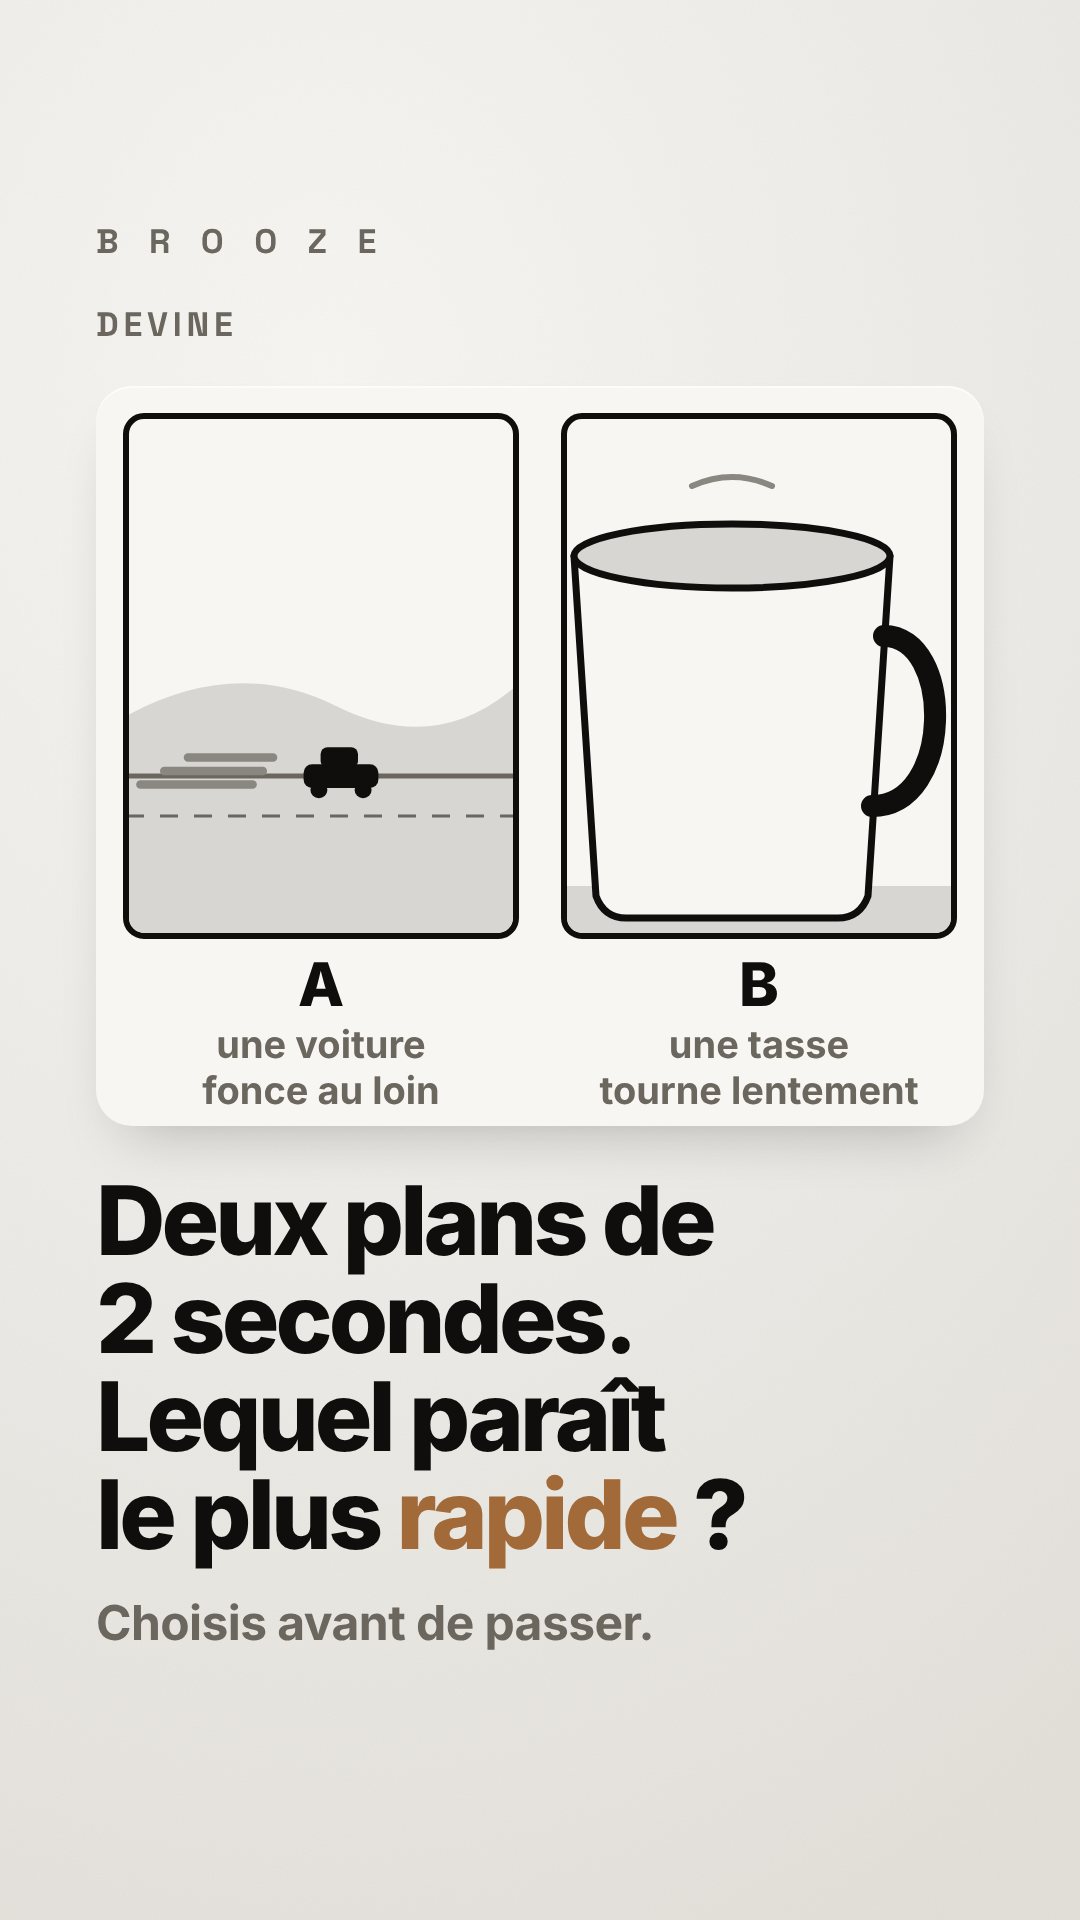 BROOZE
DEVINE
A
une voiture
fonce au loin
B
une tasse
tourne lentement
Deux plans de
2 secondes.
Lequel paraît
le plus rapide ?
Choisis avant de passer.